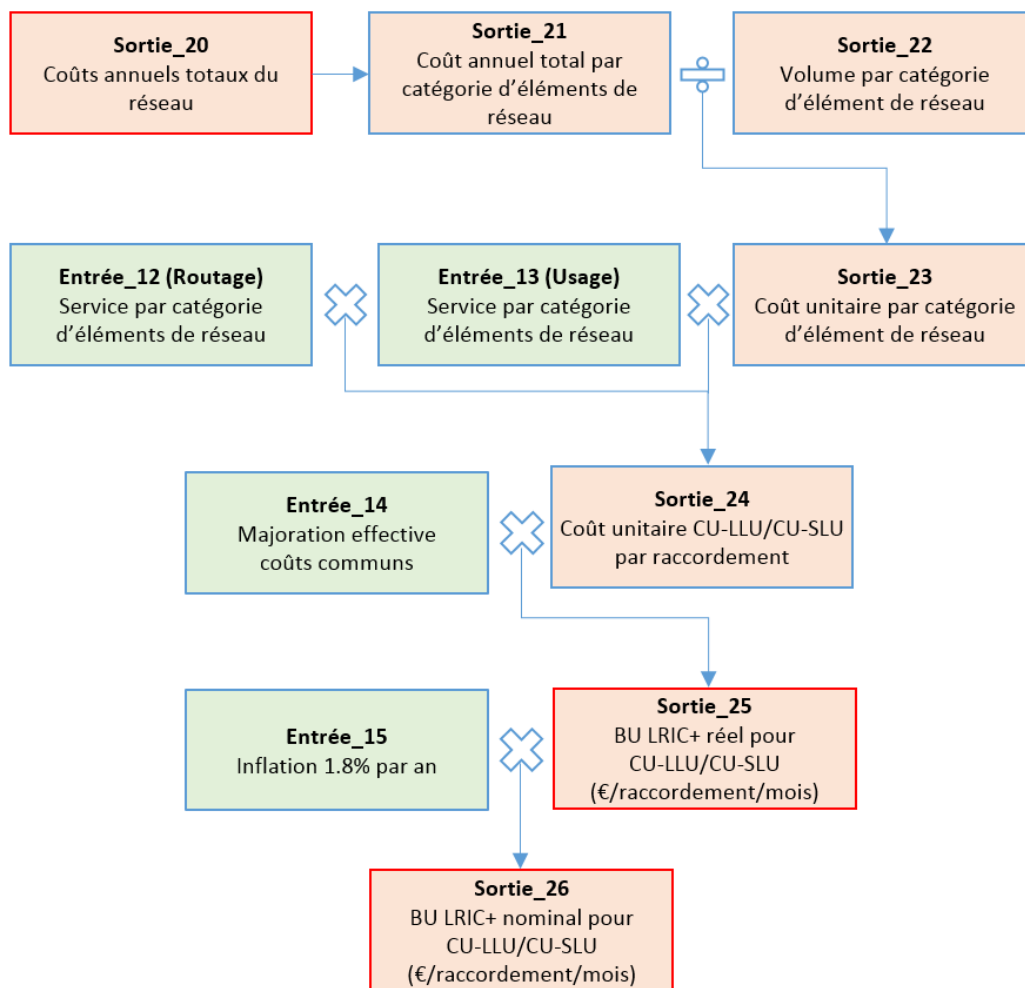 Sortie_20
Coûts annuels totaux du
réseau
Sortie_21
Coût annuel total par
catégorie d’éléments de
réseau
Sortie_22
Volume par catégorie
d’élément de réseau
Entrée_12 (Routage)
Service par catégorie
d’éléments de réseau
Entrée_13 (Usage)
Service par catégorie
d’éléments de réseau
Sortie_23
Coût unitaire par catégorie
d’élément de réseau
Entrée_14
Majoration effective
coûts communs
Sortie_24
Coût unitaire CU-LLU/CU-SLU
par raccordement
Entrée_15
Inflation 1.8% par an
Sortie_25
BU LRIC+ réel pour
CU-LLU/CU-SLU
(€/raccordement/mois)
Sortie_26
BU LRIC+ nominal pour
CU-LLU/CU-SLU
(€/raccordement/mois)